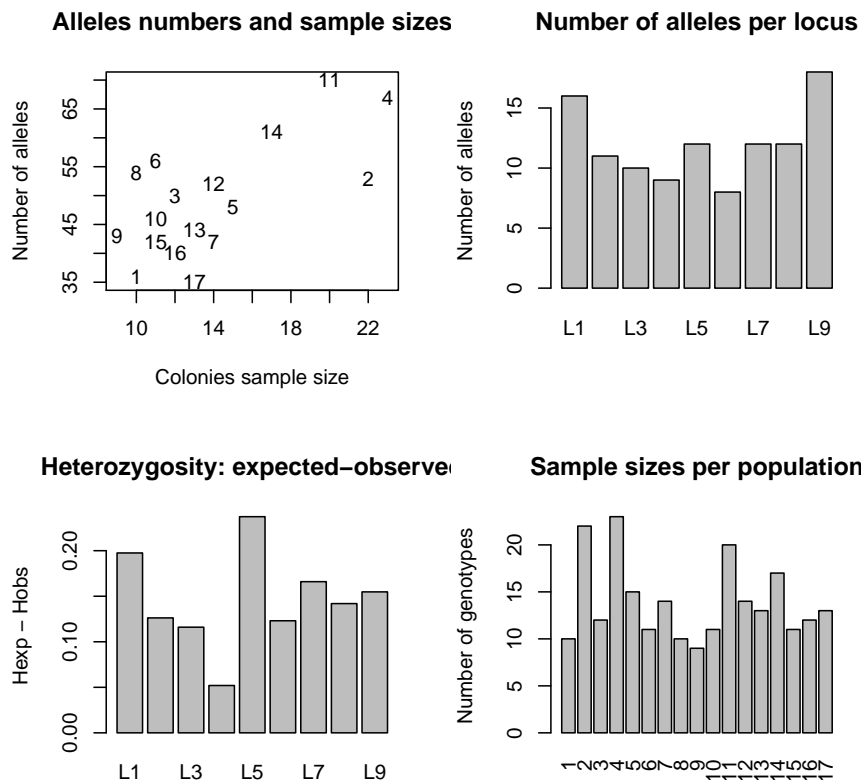 Alleles numbers and sample sizes
Number of alleles
35 45 55 65
1 2 3 4 5 6 7 8 9 10 11 12 13 14 15 16 17
10 14 18 22
Colonies sample size
Number of alleles per locus
Number of alleles
0 5 10 15
L1 L3 L5 L7 L9
Heterozygosity: expected−observe
Hexp − Hobs
0.00 0.10 0.20
L1 L3 L5 L7 L9
Sample sizes per population
Number of genotypes
0 5 10 15 20
1 2 3 4 5 6 7 8 9 10 11 12 13 14 15 16 17